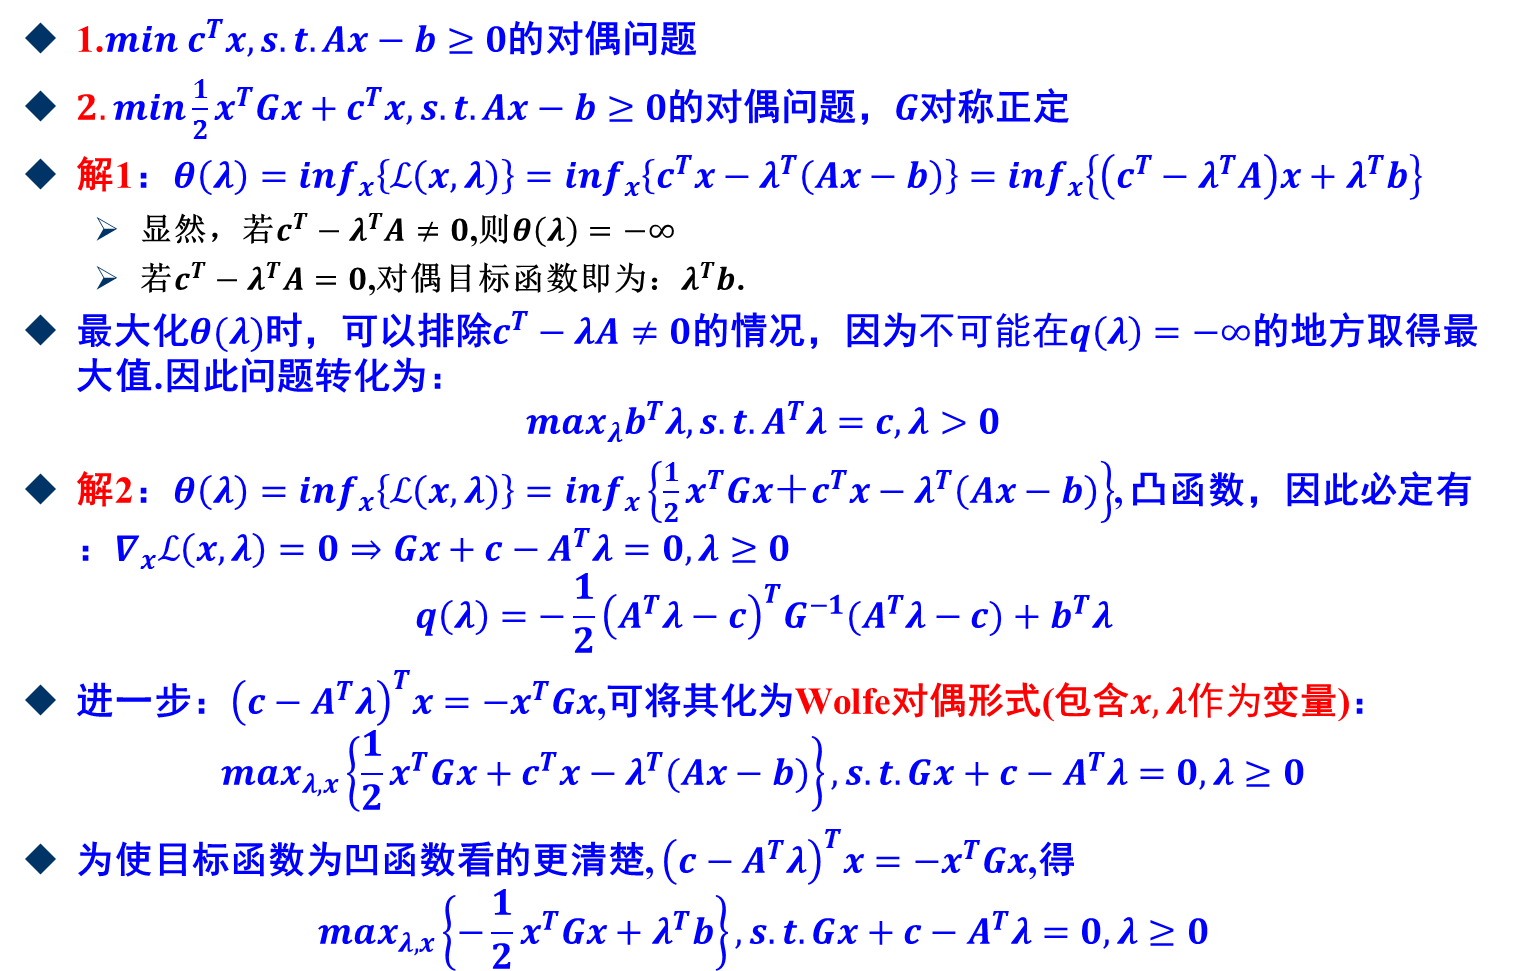 ◆ 1.min cᵀx, s.t. Ax − b ≥ 0的对偶问题
◆ 2.min ½xᵀGx + cᵀx, s.t. Ax − b ≥ 0的对偶问题，G对称正定
◆ 解1：θ(λ) = infₓ{ℒ(x, λ)} = infₓ{cᵀx − λᵀ(Ax − b)} = infₓ{(cᵀ − λᵀA)x + λᵀb}
➢ 显然，若cᵀ − λᵀA ≠ 0,则θ(λ) = −∞
➢ 若cᵀ − λᵀA = 0,对偶目标函数即为：λᵀb.
◆ 最大化θ(λ)时，可以排除cᵀ − λA ≠ 0的情况，因为不可能在q(λ) = −∞的地方取得最
大值.因此问题转化为：
max_λ bᵀλ, s.t. Aᵀλ = c, λ > 0
◆ 解2：θ(λ) = infₓ{ℒ(x, λ)} = infₓ{½xᵀGx＋cᵀx − λᵀ(Ax − b)},凸函数，因此必定有
：∇ₓℒ(x, λ) = 0 ⇒ Gx + c − Aᵀλ = 0, λ ≥ 0
q(λ) = −½(Aᵀλ − c)ᵀG⁻¹(Aᵀλ − c) + bᵀλ
◆ 进一步：(c − Aᵀλ)ᵀx = −xᵀGx,可将其化为Wolfe对偶形式(包含x, λ作为变量)：
max_{λ,x}{½xᵀGx + cᵀx − λᵀ(Ax − b)}, s.t. Gx + c − Aᵀλ = 0, λ ≥ 0
◆ 为使目标函数为凹函数看的更清楚, (c − Aᵀλ)ᵀx = −xᵀGx,得
max_{λ,x}{−½xᵀGx + λᵀb}, s.t. Gx + c − Aᵀλ = 0, λ ≥ 0